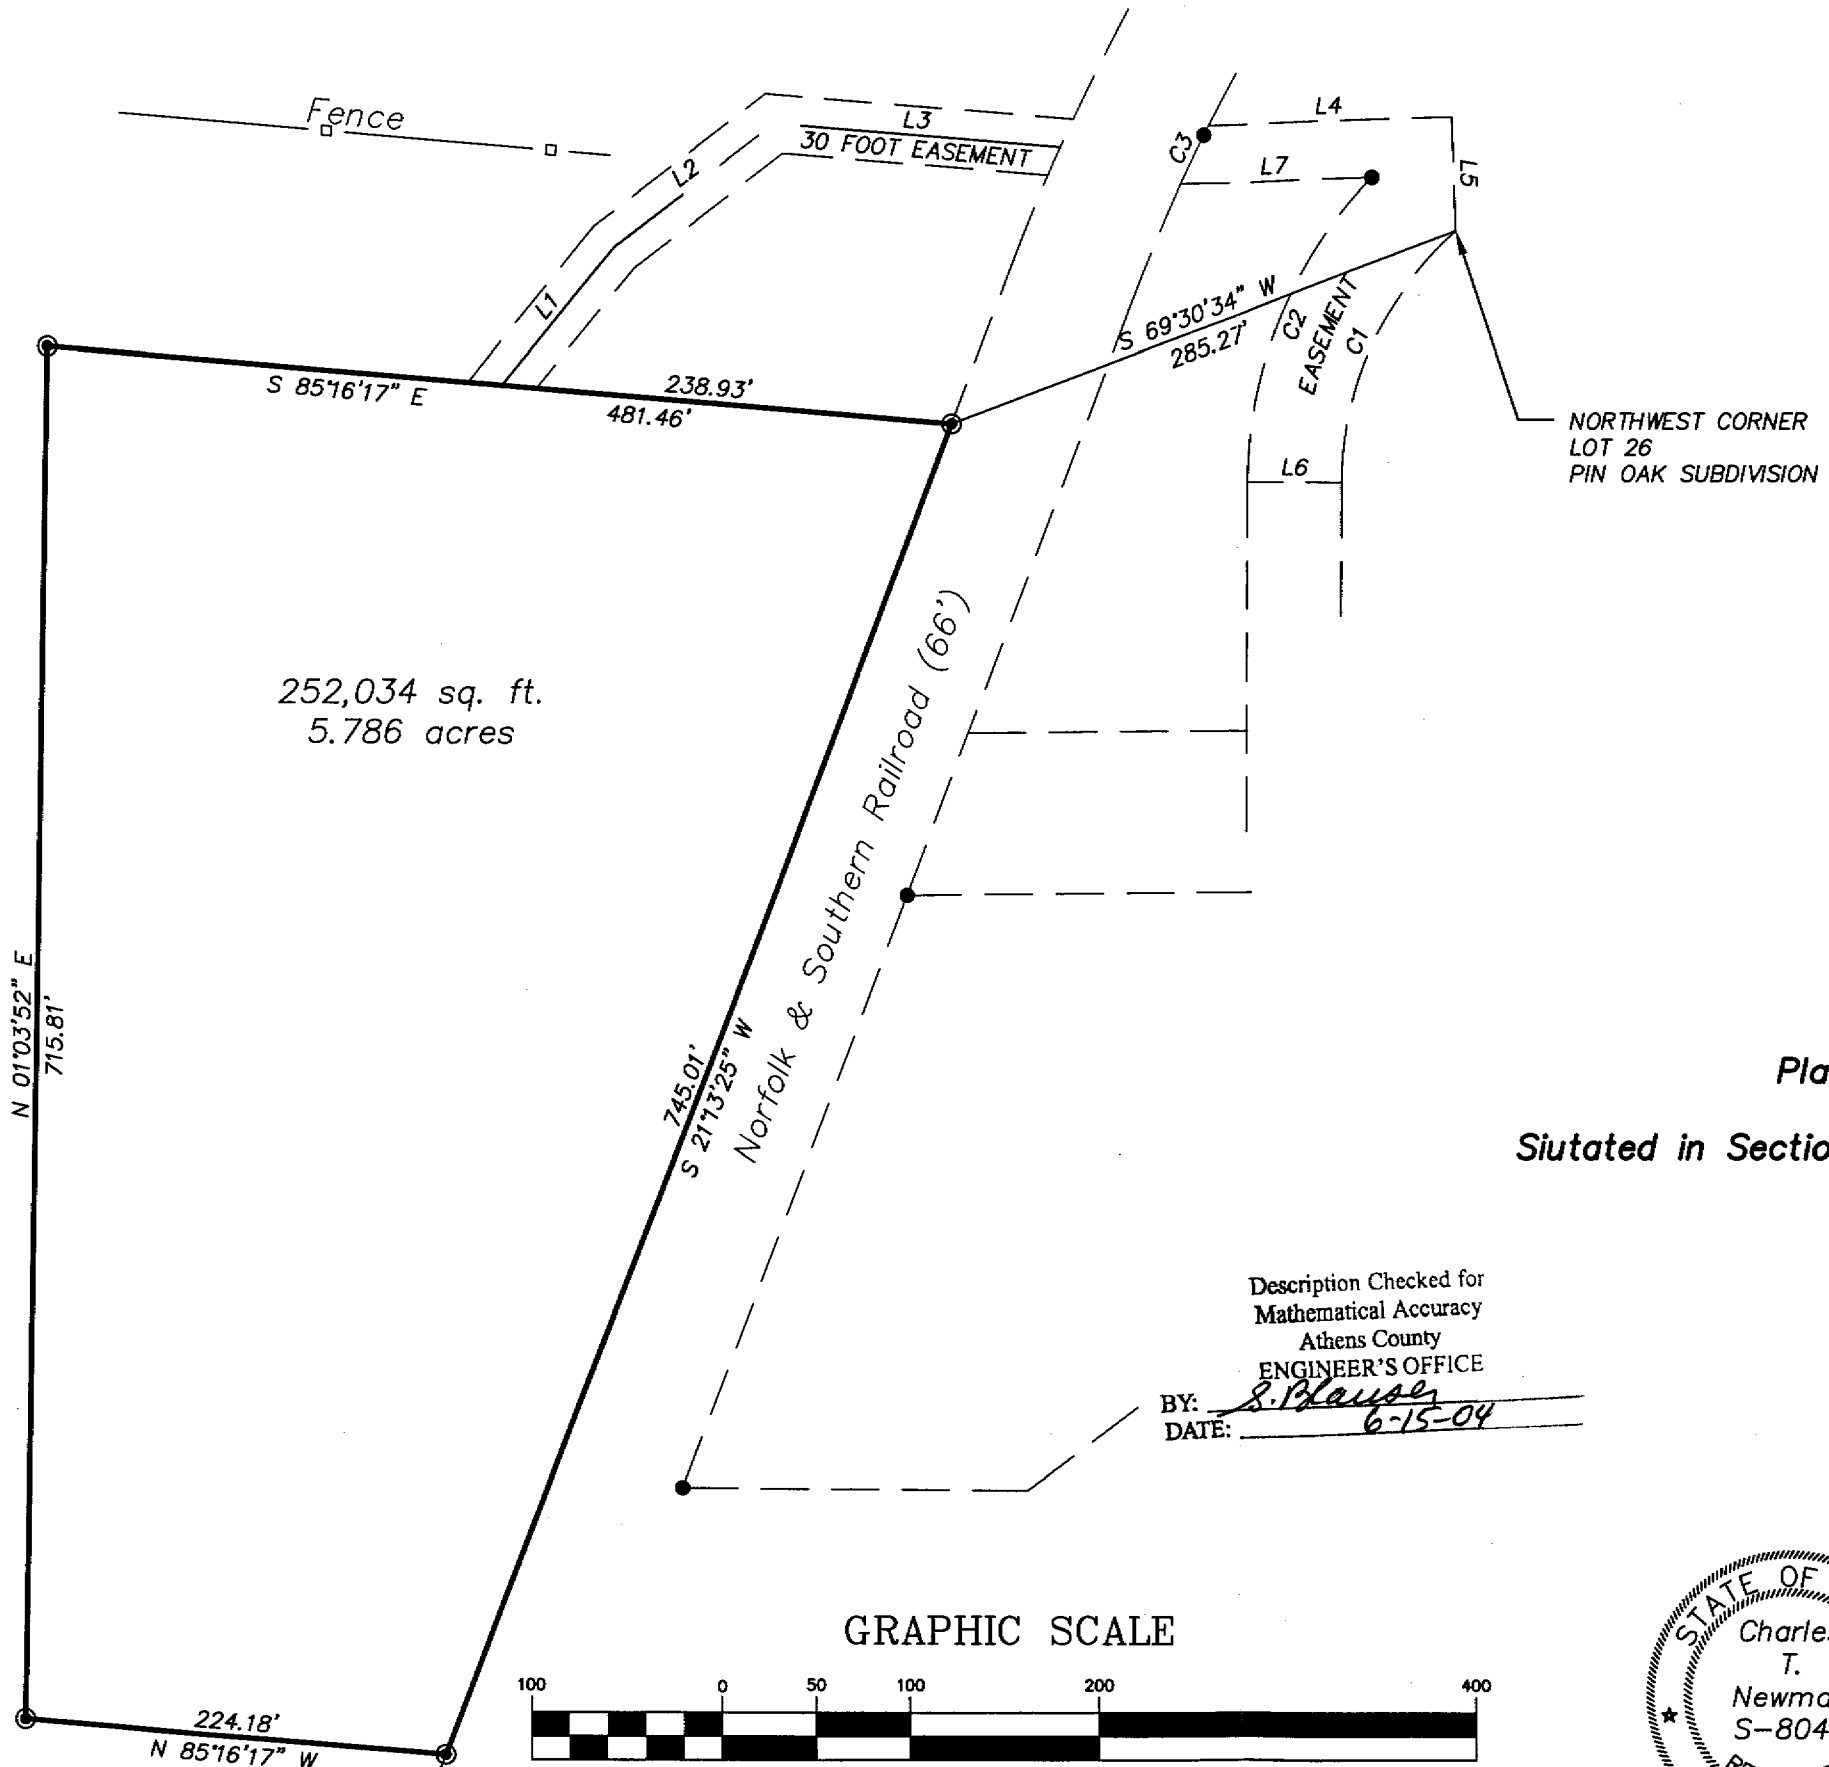 Fence
L3
30 FOOT EASEMENT
L2
L1
C3
L4
L7
L5
S 69°30'34" W
285.27'
C2
EASEMENT
C1
S 85°16'17" E
238.93'
481.46'
NORTHWEST CORNER
LOT 26
PIN OAK SUBDIVISION
L6
252,034 sq. ft.
5.786 acres
Norfolk & Southern Railroad (66')
N 01°03'52" E
715.81'
745.01'
S 21°13'25" W
Pla
Siutated in Sectio
Description Checked for
Mathematical Accuracy
Athens County
ENGINEER'S OFFICE
BY: S. Blauser
DATE: 6-15-04
GRAPHIC SCALE
100 0 50 100 200 400
224.18'
N 85°16'17" W
STATE OF
Charle
T.
Newma
S-804